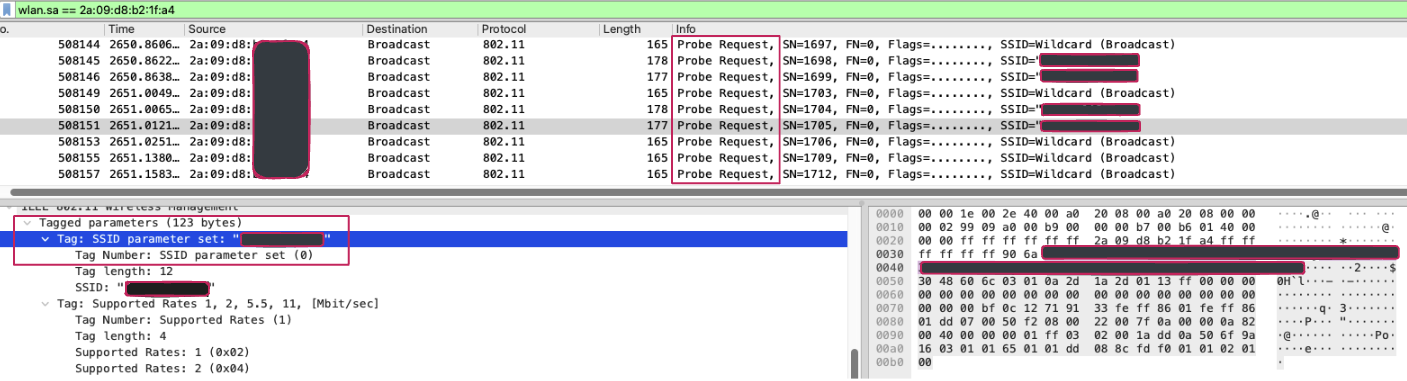 wlan.sa == 2a:09:d8:b2:1f:a4
o. Time Source Destination Protocol Length Info
508144 2650.8606… 2a:09:d8: Broadcast 802.11 165 Probe Request, SN=1697, FN=0, Flags=........, SSID=Wildcard (Broadcast)
508145 2650.8622… 2a:09:d8: Broadcast 802.11 178 Probe Request, SN=1698, FN=0, Flags=........, SSID="
508146 2650.8638… 2a:09:d8: Broadcast 802.11 177 Probe Request, SN=1699, FN=0, Flags=........, SSID="
508149 2651.0049… 2a:09:d8: Broadcast 802.11 165 Probe Request, SN=1703, FN=0, Flags=........, SSID=Wildcard (Broadcast)
508150 2651.0065… 2a:09:d8: Broadcast 802.11 178 Probe Request, SN=1704, FN=0, Flags=........, SSID="
508151 2651.0121… 2a:09:d8: Broadcast 802.11 177 Probe Request, SN=1705, FN=0, Flags=........, SSID="
508153 2651.0251… 2a:09:d8: Broadcast 802.11 165 Probe Request, SN=1706, FN=0, Flags=........, SSID=Wildcard (Broadcast)
508155 2651.1380… 2a:09:d8: Broadcast 802.11 165 Probe Request, SN=1709, FN=0, Flags=........, SSID=Wildcard (Broadcast)
508157 2651.1583… 2a:09:d8: Broadcast 802.11 165 Probe Request, SN=1712, FN=0, Flags=........, SSID=Wildcard (Broadcast)
IEEE 802.11 Wireless Management
Tagged parameters (123 bytes)
Tag: SSID parameter set: " "
Tag Number: SSID parameter set (0)
Tag length: 12
SSID: " "
Tag: Supported Rates 1, 2, 5.5, 11, [Mbit/sec]
Tag Number: Supported Rates (1)
Tag length: 4
Supported Rates: 1 (0x02)
Supported Rates: 2 (0x04)
0000 00 00 1e 00 2e 40 00 a0 20 08 00 a0 20 08 00 00 ·····.@·· ··· ···
0010 00 02 99 09 a0 00 b9 00 00 00 b7 00 b6 01 40 00 ··············@·
0020 00 00 ff ff ff ff ff ff 2a 09 d8 b2 1f a4 ff ff ········ *·······
0030 ff ff ff ff 90 6a
0040 ··2····$
0050 30 48 60 6c 03 01 0a 2d 1a 2d 01 13 ff 00 00 00 0H`l···- ·-······
0060 00 00 00 00 00 00 00 00 00 00 00 00 00 00 00 00 ········ ········
0070 00 00 00 bf 0c 12 71 91 33 fe ff 86 01 fe ff 86 ······q· 3·······
0080 01 dd 07 00 50 f2 08 00 22 00 7f 0a 00 00 0a 82 ····P··· "·······
0090 00 40 00 00 00 01 ff 03 02 00 1a dd 0a 50 6f 9a ·@······ ·····Po·
00a0 16 03 01 01 65 01 01 dd 08 8c fd f0 01 01 02 01 ····e··· ········
00b0 00 ·